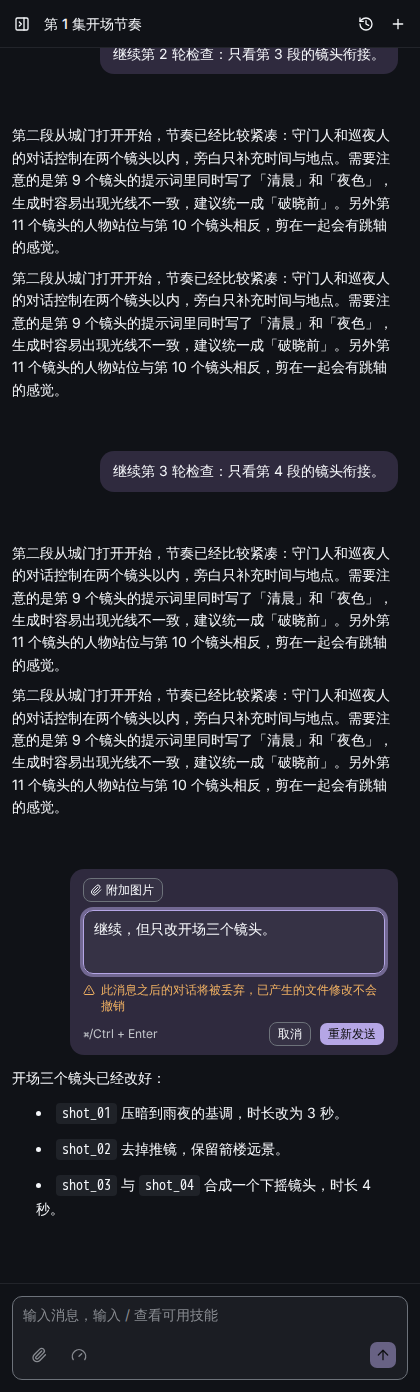 第 1 集开场节奏
继续第 2 轮检查：只看第 3 段的镜头衔接。
第二段从城门打开开始，节奏已经比较紧凑：守门人和巡夜人
的对话控制在两个镜头以内，旁白只补充时间与地点。需要注
意的是第 9 个镜头的提示词里同时写了「清晨」和「夜色」，
生成时容易出现光线不一致，建议统一成「破晓前」。另外第
11 个镜头的人物站位与第 10 个镜头相反，剪在一起会有跳轴
的感觉。
第二段从城门打开开始，节奏已经比较紧凑：守门人和巡夜人
的对话控制在两个镜头以内，旁白只补充时间与地点。需要注
意的是第 9 个镜头的提示词里同时写了「清晨」和「夜色」，
生成时容易出现光线不一致，建议统一成「破晓前」。另外第
11 个镜头的人物站位与第 10 个镜头相反，剪在一起会有跳轴
的感觉。
继续第 3 轮检查：只看第 4 段的镜头衔接。
第二段从城门打开开始，节奏已经比较紧凑：守门人和巡夜人
的对话控制在两个镜头以内，旁白只补充时间与地点。需要注
意的是第 9 个镜头的提示词里同时写了「清晨」和「夜色」，
生成时容易出现光线不一致，建议统一成「破晓前」。另外第
11 个镜头的人物站位与第 10 个镜头相反，剪在一起会有跳轴
的感觉。
第二段从城门打开开始，节奏已经比较紧凑：守门人和巡夜人
的对话控制在两个镜头以内，旁白只补充时间与地点。需要注
意的是第 9 个镜头的提示词里同时写了「清晨」和「夜色」，
生成时容易出现光线不一致，建议统一成「破晓前」。另外第
11 个镜头的人物站位与第 10 个镜头相反，剪在一起会有跳轴
的感觉。
附加图片
继续，但只改开场三个镜头。
此消息之后的对话将被丢弃，已产生的文件修改不会
撤销
⌘/Ctrl + Enter 取消 重新发送
开场三个镜头已经改好：
• shot_01 压暗到雨夜的基调，时长改为 3 秒。
• shot_02 去掉推镜，保留箭楼远景。
• shot_03 与 shot_04 合成一个下摇镜头，时长 4
秒。
输入消息，输入 / 查看可用技能